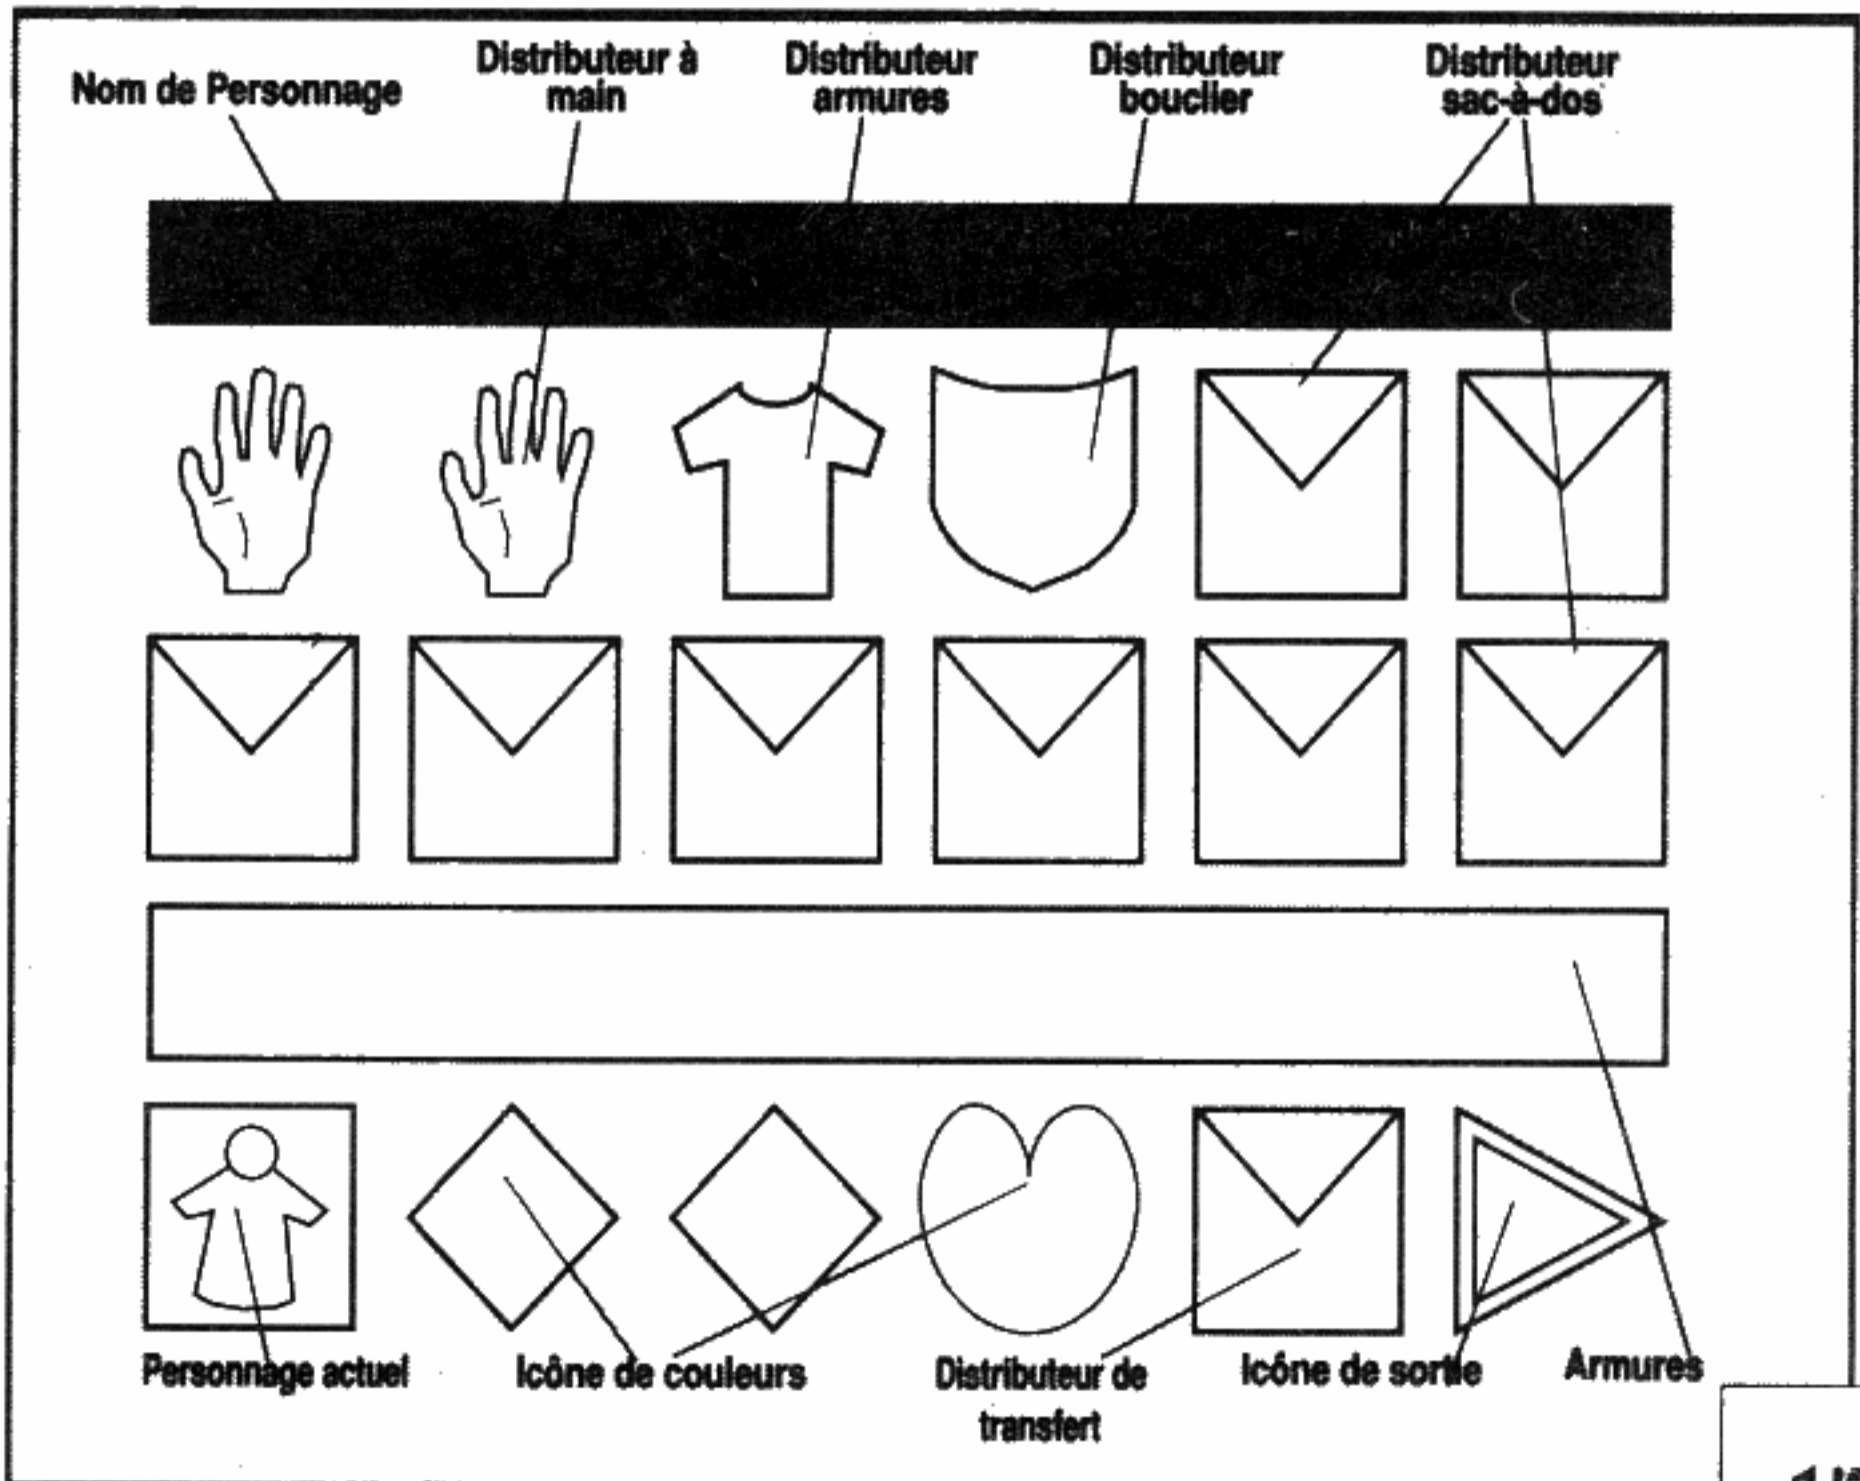 Nom de Personnage
Distributeur à
main
Distributeur
armures
Distributeur
bouclier
Distributeur
sac-à-dos
Personnage actuel
Icône de couleurs
Distributeur de
transfert
Icône de sortie
Armures